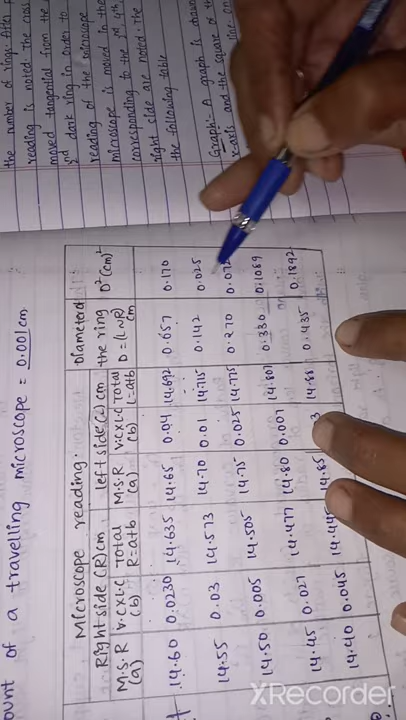 ount of a travelling microscope = 0.001cm
Microscope reading.
Right side (R) cm left side (L) cm Diameter of the ring D = (L~R) cm D² (cm)²
M.S.R (a) V.C x L.C (b) Total R=a+b M.S.R (a) V.C x L.C (b) Total L=a+b
14.60 0.0230 14.635 14.65 0.04 14.692 0.657 0.170
14.55 0.03 14.573 14.70 0.01 14.715 0.142 0.025
14.50 0.005 14.505 14.75 0.025 14.775 0.270 0.072
14.45 0.027 14.477 14.80 0.007 14.807 0.330 0.1089
14.40 0.045 14.445 14.85 3 14.88 0.435 0.1892
the number of rings. After
reading is noted. The cross
moved tangential from the
2nd dark ring in order to
reading of the microscope
microscope is moved in the
corresponding to the 2nd, 4th,
right side are noted. The
the following table
Graph:- A graph is drawn
x-axis and the square of the
XRecorder